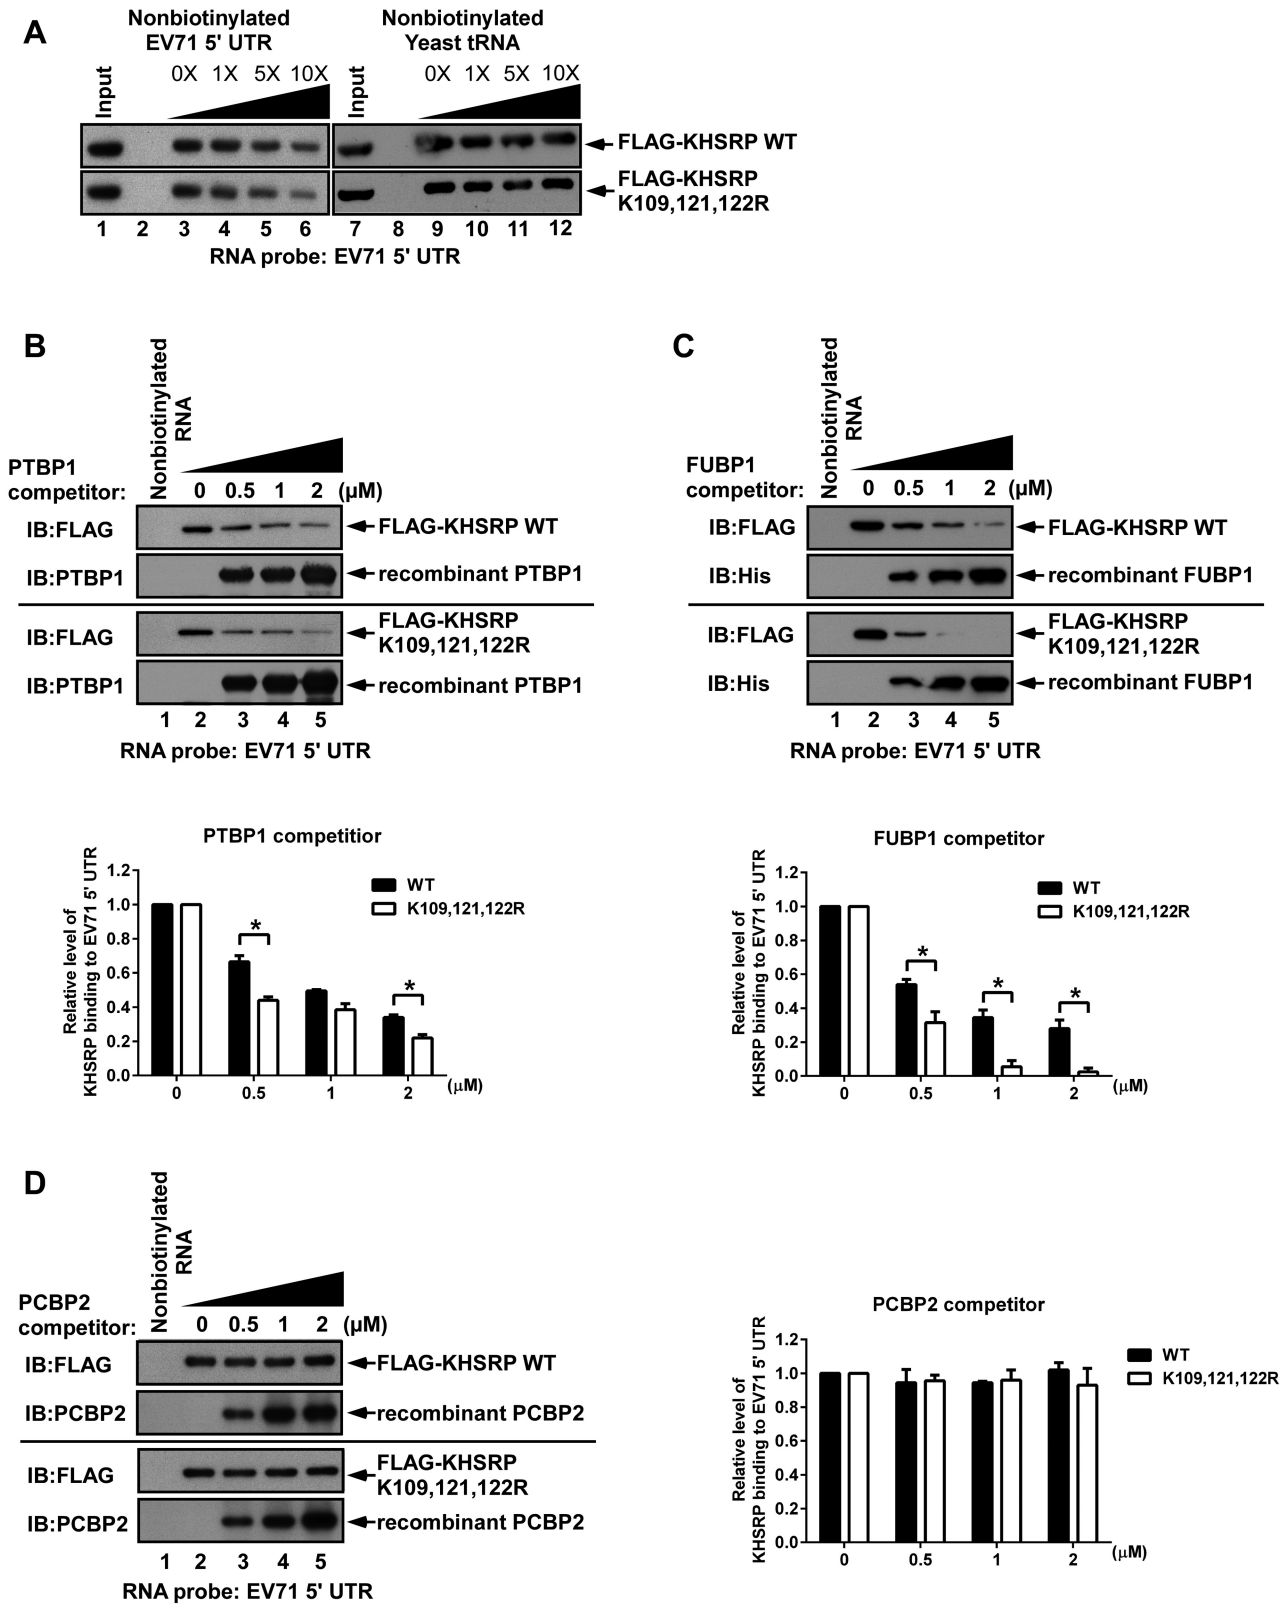 A
Nonbiotinylated
EV71 5' UTR
Nonbiotinylated
Yeast tRNA
Input
0X 1X 5X 10X
Input
0X 1X 5X 10X
FLAG-KHSRP WT
FLAG-KHSRP
K109,121,122R
1 2 3 4 5 6 7 8 9 10 11 12
RNA probe: EV71 5' UTR
B
Nonbiotinylated
RNA
PTBP1
competitor: 0 0.5 1 2 (µM)
IB:FLAG
FLAG-KHSRP WT
IB:PTBP1
recombinant PTBP1
IB:FLAG
FLAG-KHSRP
K109,121,122R
IB:PTBP1
recombinant PTBP1
1 2 3 4 5
RNA probe: EV71 5' UTR
PTBP1 competitior
Relative level of
KHSRP binding to EV71 5' UTR
1.2
1.0
0.8
0.6
0.4
0.2
0.0
WT
K109,121,122R
*
*
0 0.5 1 2 (µM)
C
Nonbiotinylated
RNA
FUBP1
competitor: 0 0.5 1 2 (µM)
IB:FLAG
FLAG-KHSRP WT
IB:His
recombinant FUBP1
IB:FLAG
FLAG-KHSRP
K109,121,122R
IB:His
recombinant FUBP1
1 2 3 4 5
RNA probe: EV71 5' UTR
FUBP1 competitor
Relative level of
KHSRP binding to EV71 5' UTR
1.2
1.0
0.8
0.6
0.4
0.2
0.0
WT
K109,121,122R
*
*
*
0 0.5 1 2 (µM)
D
Nonbiotinylated
RNA
PCBP2
competitor: 0 0.5 1 2 (µM)
IB:FLAG
FLAG-KHSRP WT
IB:PCBP2
recombinant PCBP2
IB:FLAG
FLAG-KHSRP
K109,121,122R
IB:PCBP2
recombinant PCBP2
1 2 3 4 5
RNA probe: EV71 5' UTR
PCBP2 competitor
Relative level of
KHSRP binding to EV71 5' UTR
1.2
1.0
0.8
0.6
0.4
0.2
0.0
WT
K109,121,122R
0 0.5 1 2 (µM)